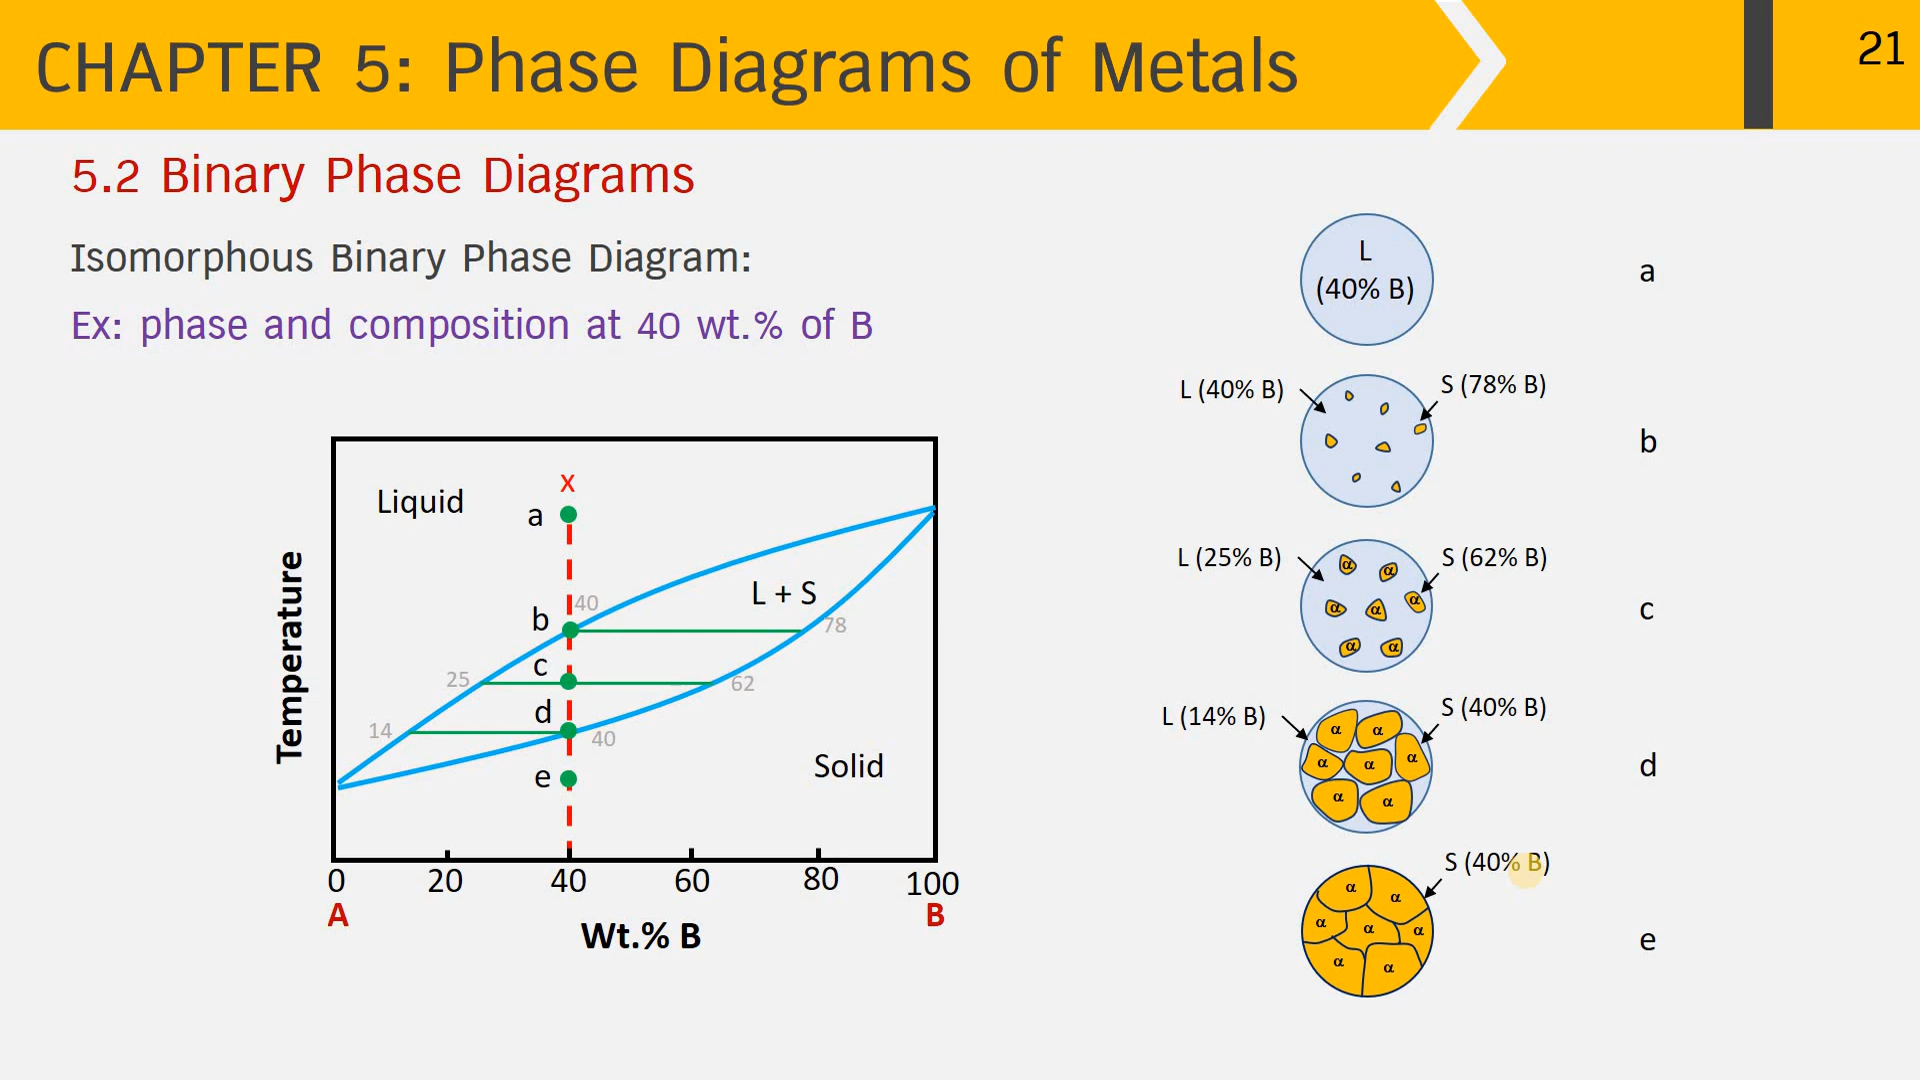 CHAPTER 5: Phase Diagrams of Metals
21
5.2 Binary Phase Diagrams
Isomorphous Binary Phase Diagram:
Ex: phase and composition at 40 wt.% of B
Temperature
Liquid
x
a
b
40
L + S
78
c
25
62
d
14
40
e
Solid
0 20 40 60 80 100
A B
Wt.% B
L
(40% B)
a
L (40% B)
S (78% B)
b
L (25% B)
S (62% B)
α α
α α α
α α
c
L (14% B)
S (40% B)
α α
α α α
α α
d
S (40% B)
α α
α α α
α α
e